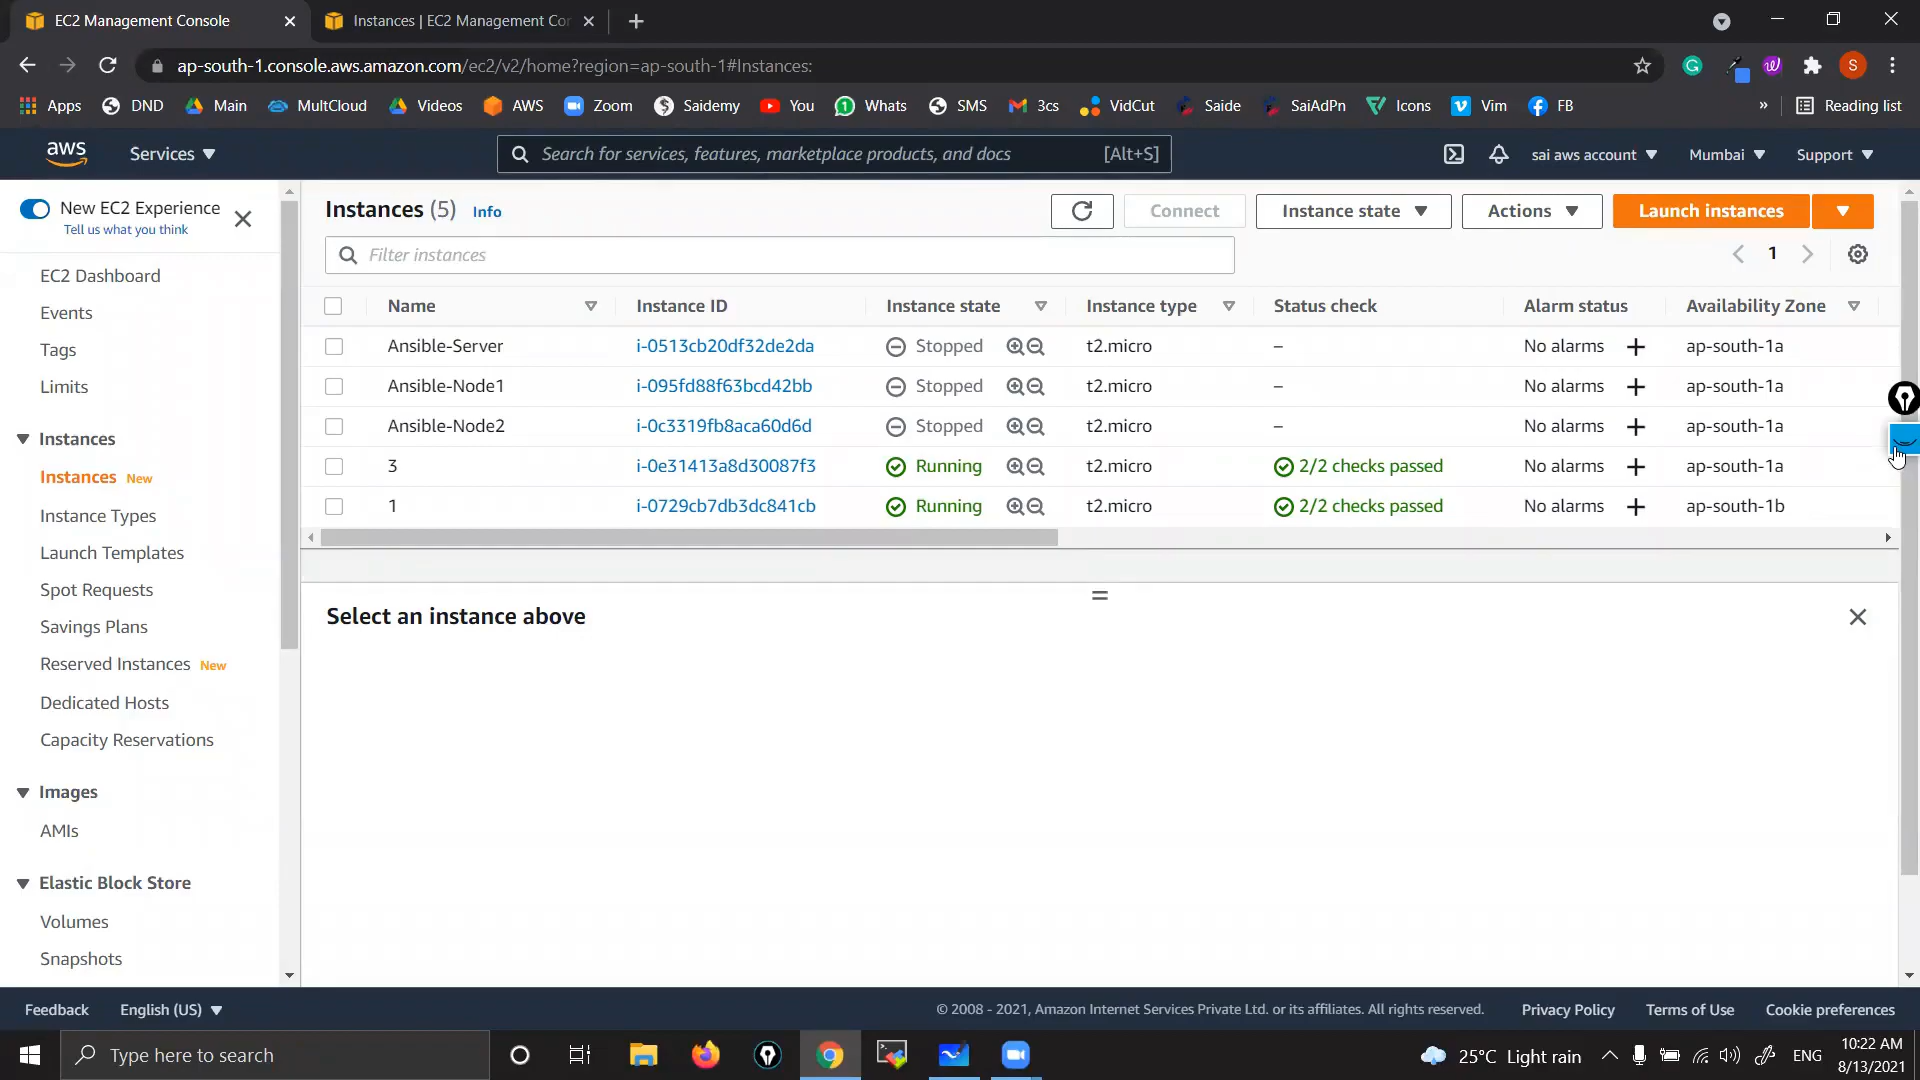 EC2 Management Console
Instances | EC2 Management Con
ap-south-1.console.aws.amazon.com/ec2/v2/home?region=ap-south-1#Instances:
Apps DND Main MultCloud Videos AWS Zoom Saidemy You Whats SMS 3cs VidCut Saide SaiAdPn Icons Vim FB » Reading list
aws Services Search for services, features, marketplace products, and docs [Alt+S] sai aws account Mumbai Support
New EC2 Experience
Tell us what you think
EC2 Dashboard
Events
Tags
Limits
Instances
Instances New
Instance Types
Launch Templates
Spot Requests
Savings Plans
Reserved Instances New
Dedicated Hosts
Capacity Reservations
Images
AMIs
Elastic Block Store
Volumes
Snapshots
Instances (5) Info Connect Instance state Actions Launch instances
Filter instances 1
Name Instance ID Instance state Instance type Status check Alarm status Availability Zone
Ansible-Server i-0513cb20df32de2da Stopped t2.micro – No alarms + ap-south-1a
Ansible-Node1 i-095fd88f63bcd42bb Stopped t2.micro – No alarms + ap-south-1a
Ansible-Node2 i-0c3319fb8aca60d6d Stopped t2.micro – No alarms + ap-south-1a
3 i-0e31413a8d30087f3 Running t2.micro 2/2 checks passed No alarms + ap-south-1a
1 i-0729cb7db3dc841cb Running t2.micro 2/2 checks passed No alarms + ap-south-1b
Select an instance above
Feedback English (US) © 2008 - 2021, Amazon Internet Services Private Ltd. or its affiliates. All rights reserved. Privacy Policy Terms of Use Cookie preferences
Type here to search 25°C Light rain ENG 10:22 AM
8/13/2021